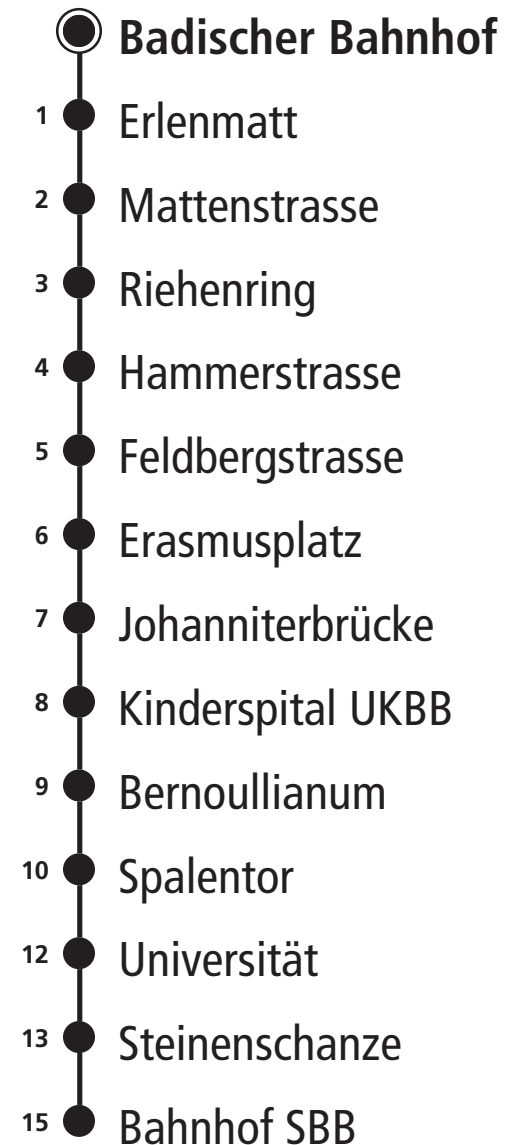 Badischer Bahnhof
1 Erlenmatt
2 Mattenstrasse
3 Riehenring
4 Hammerstrasse
5 Feldbergstrasse
6 Erasmusplatz
7 Johanniterbrücke
8 Kinderspital UKBB
9 Bernoullianum
10 Spalentor
12 Universität
13 Steinenschanze
15 Bahnhof SBB